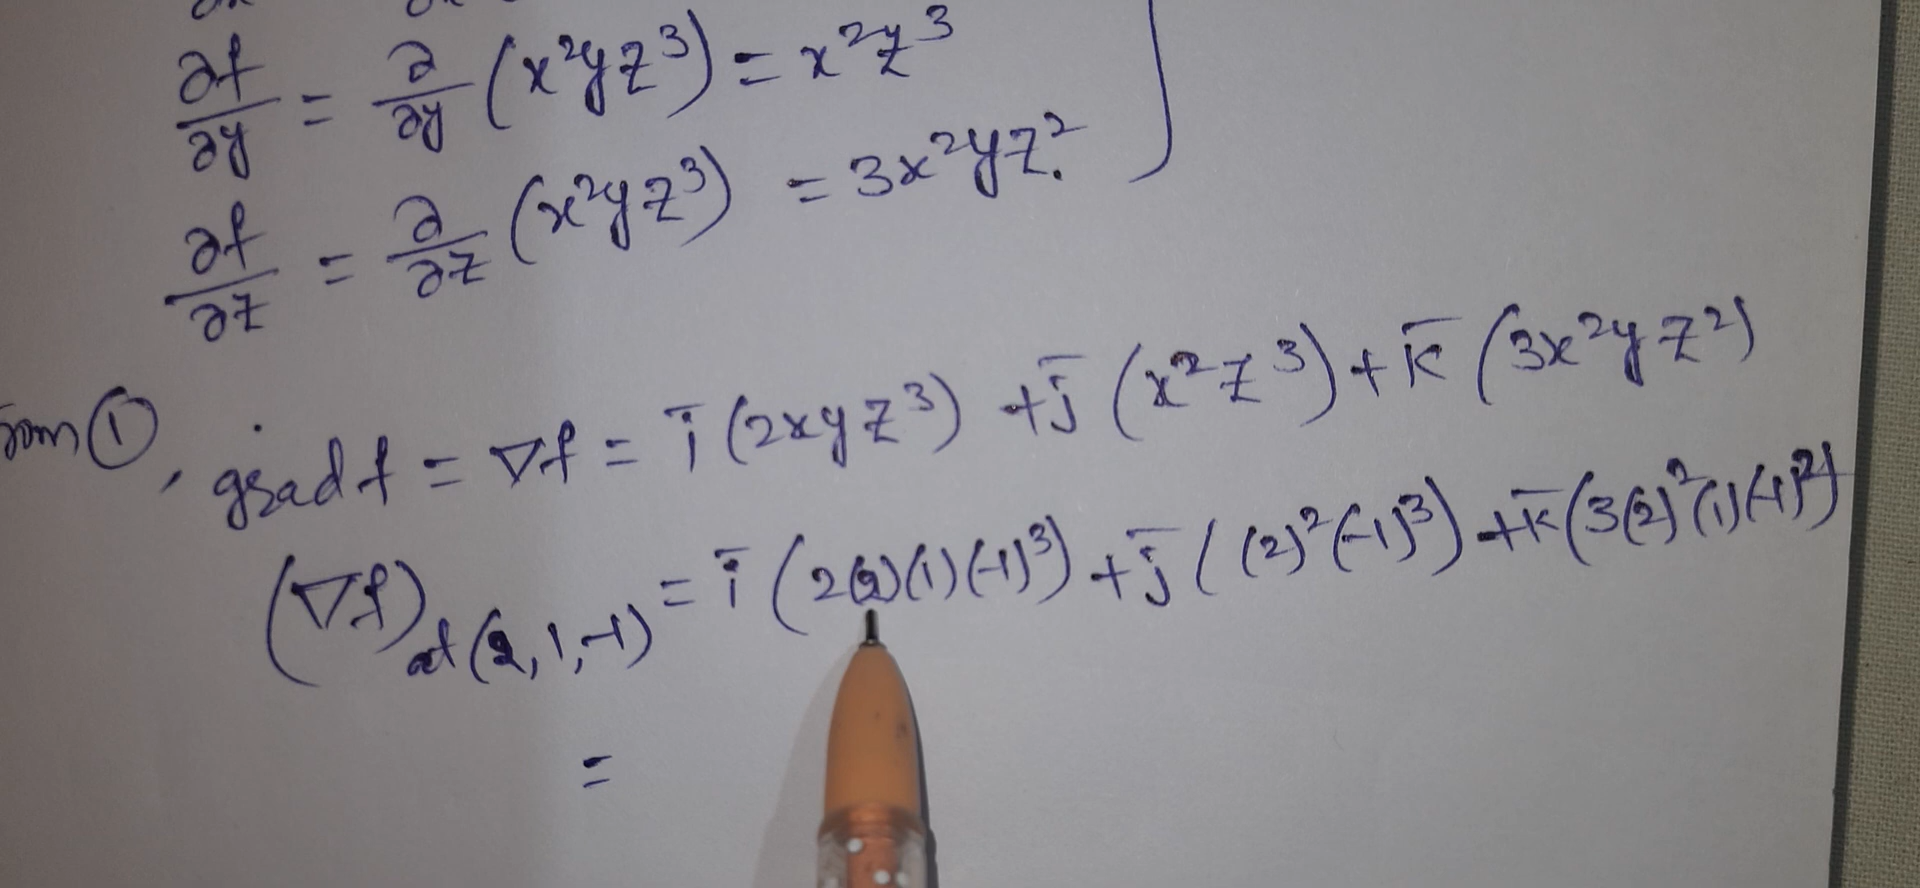 ∂f/∂y = ∂/∂y (x²yz³) = x²z³
∂f/∂z = ∂/∂z (x²yz³) = 3x²yz².
①, grad f = ∇f = i̅ (2xyz³) + j̅ (x²z³) + k̅ (3x²yz²)
(∇f) at (2,1,-1) = i̅ (2(2)(1)(-1)³) + j̅ ((2)²(-1)³) + k̅ (3(2)²(1)(-1)²)
=